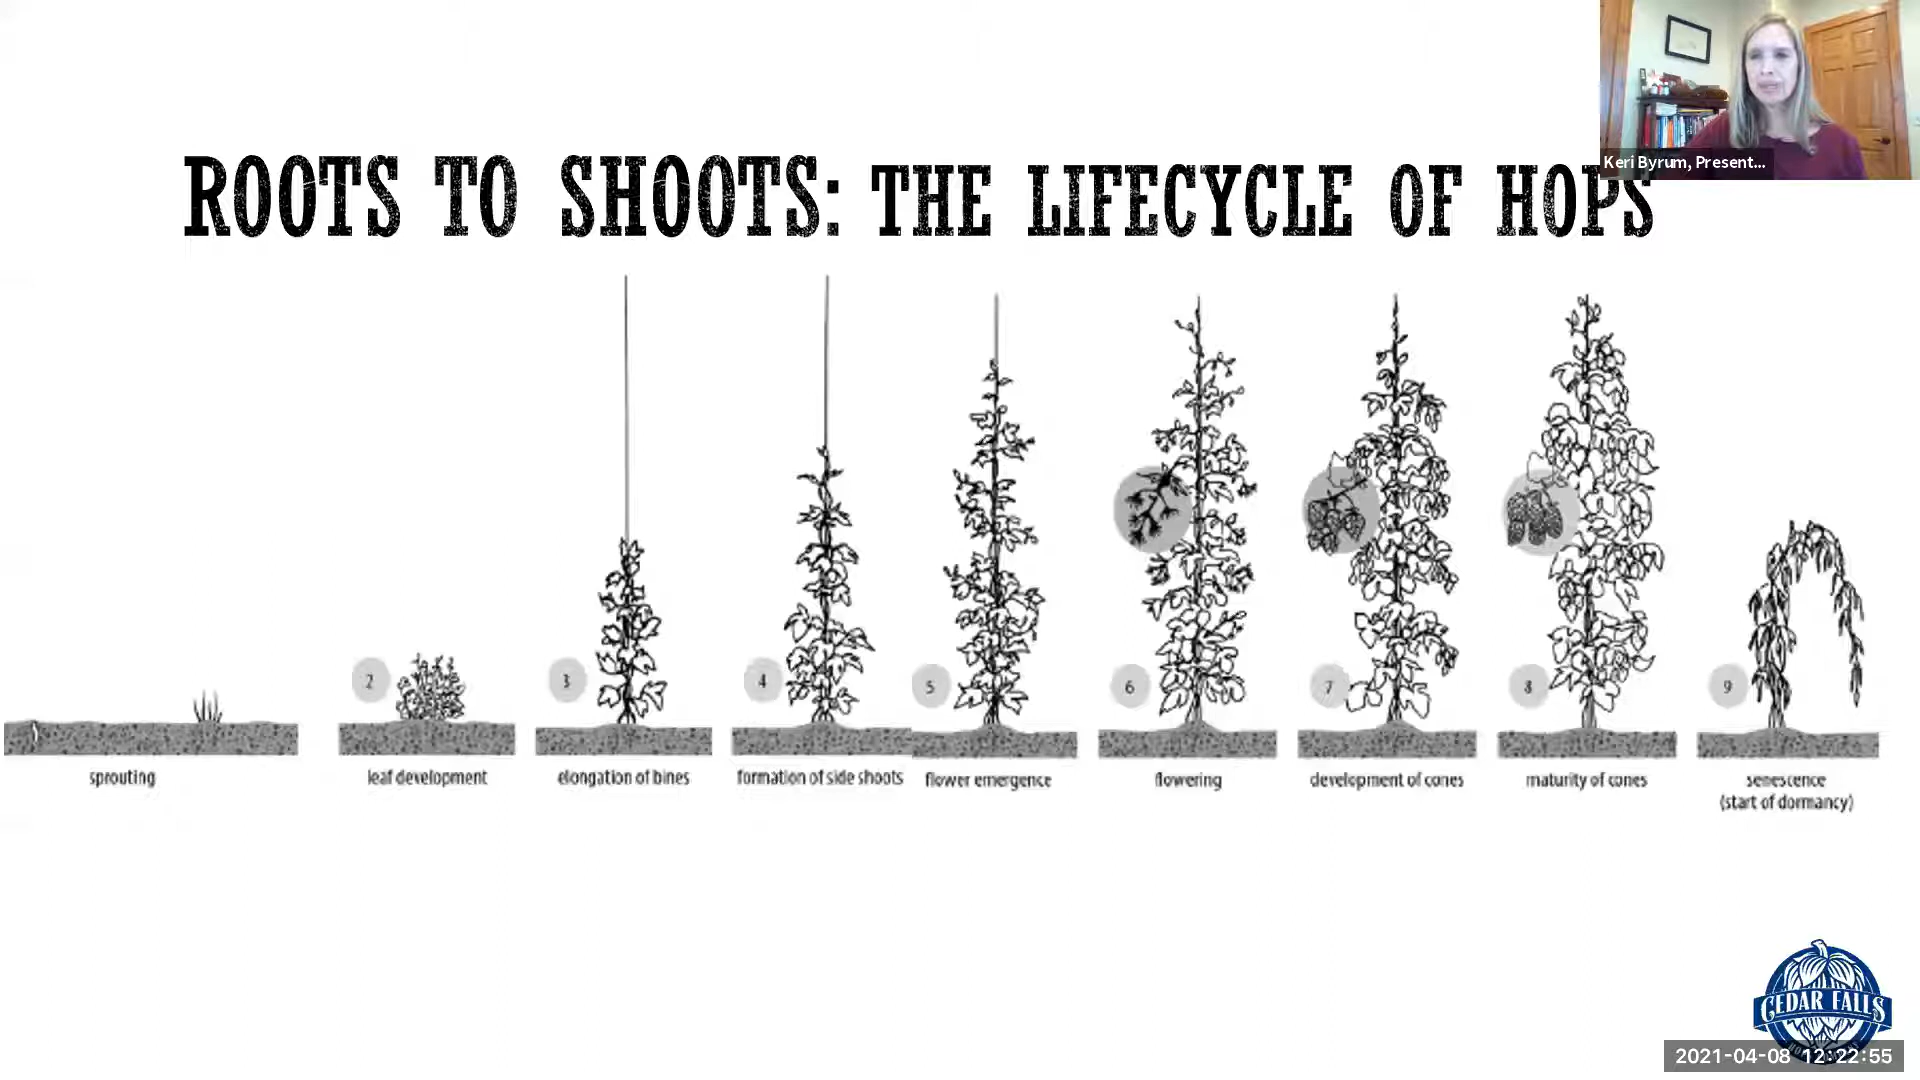 Keri Byrum, Present...
ROOTS TO SHOOTS: THE LIFECYCLE OF HOPS
2
3
4
5
6
7
8
9
sprouting
leaf development
elongation of bines
formation of side shoots
flower emergence
flowering
development of cones
maturity of cones
senescence
(start of dormancy)
CEDAR FALLS
2021-04-08 12:22:55